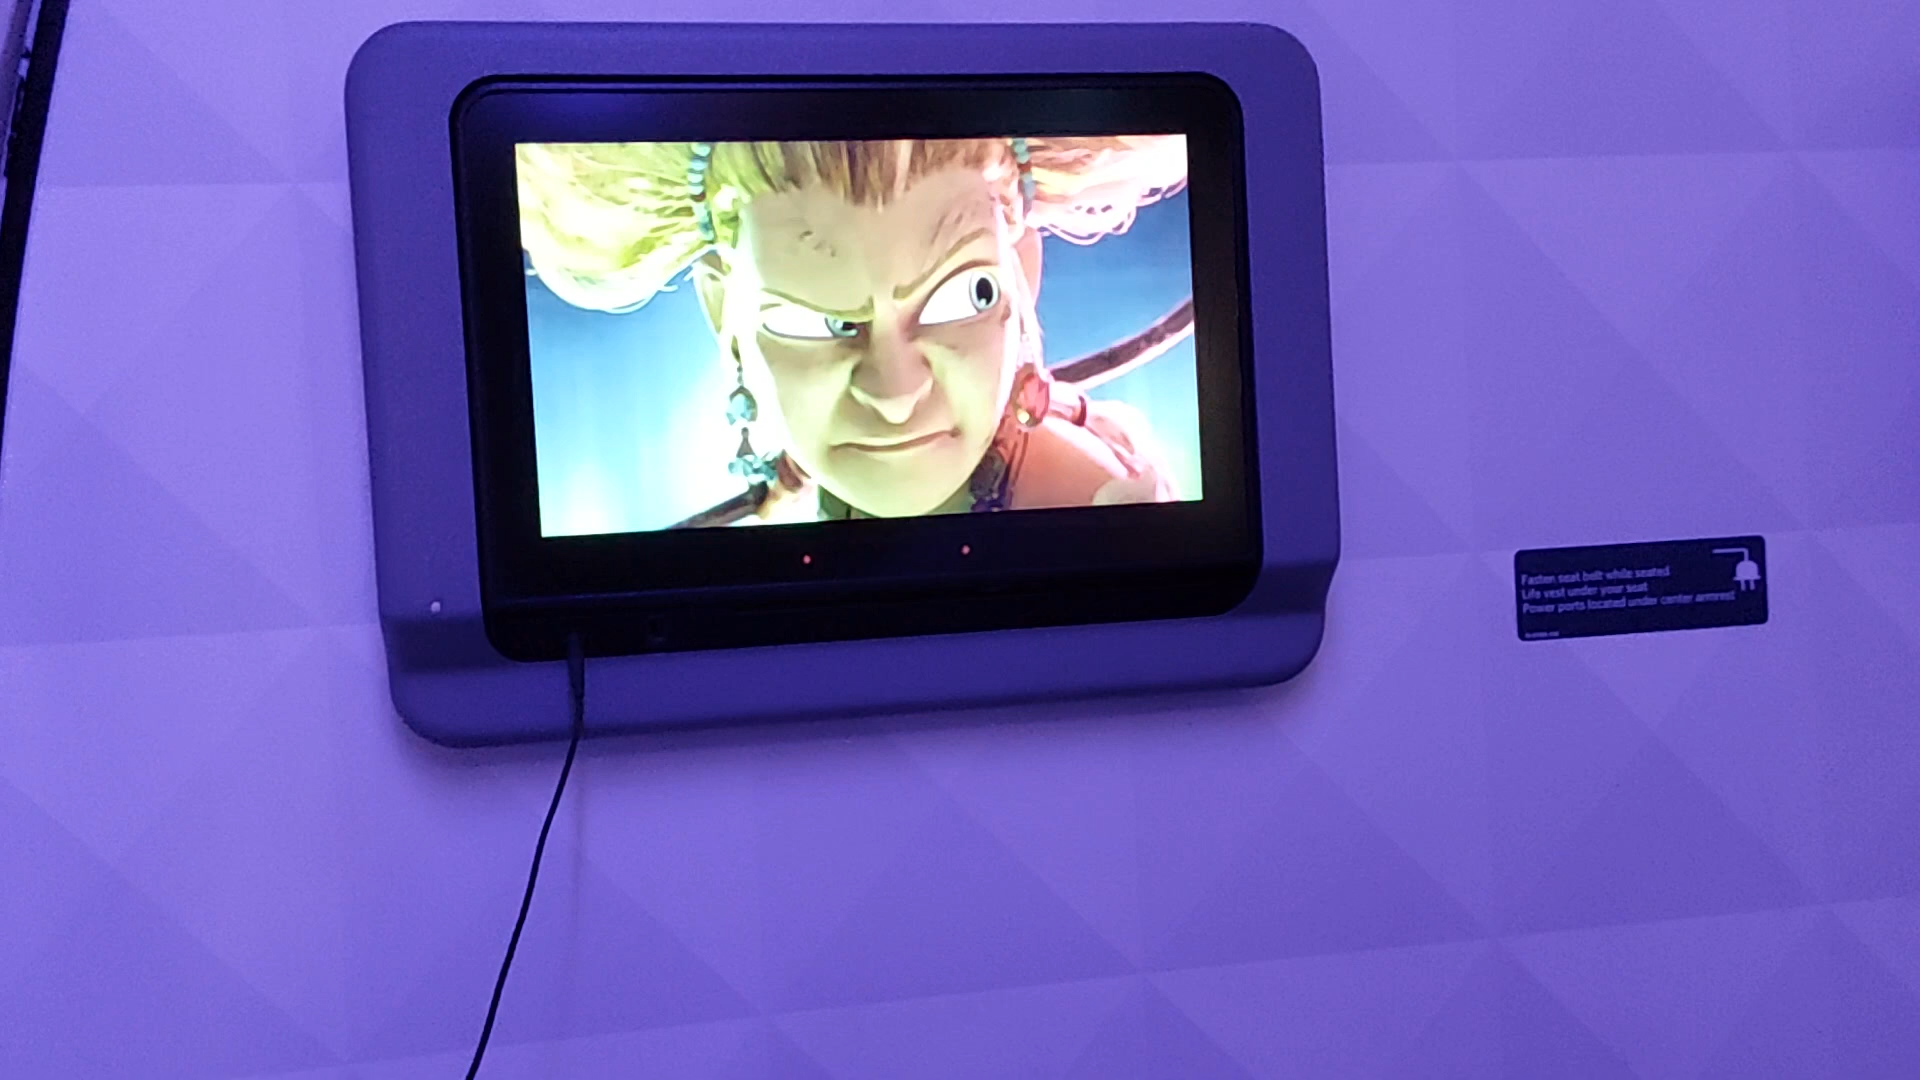 Fasten seat belt while seated
Life vest under your seat
Power ports located under center armrest